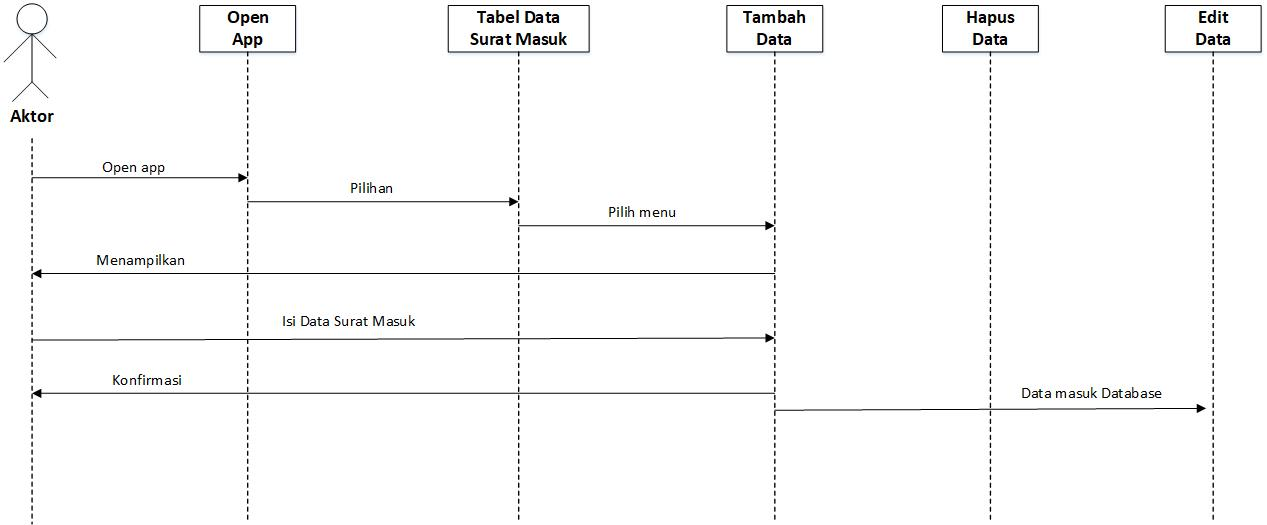 Open
App
Tabel Data
Surat Masuk
Tambah
Data
Hapus
Data
Edit
Data
Aktor
Open app
Pilihan
Pilih menu
Menampilkan
Isi Data Surat Masuk
Konfirmasi
Data masuk Database